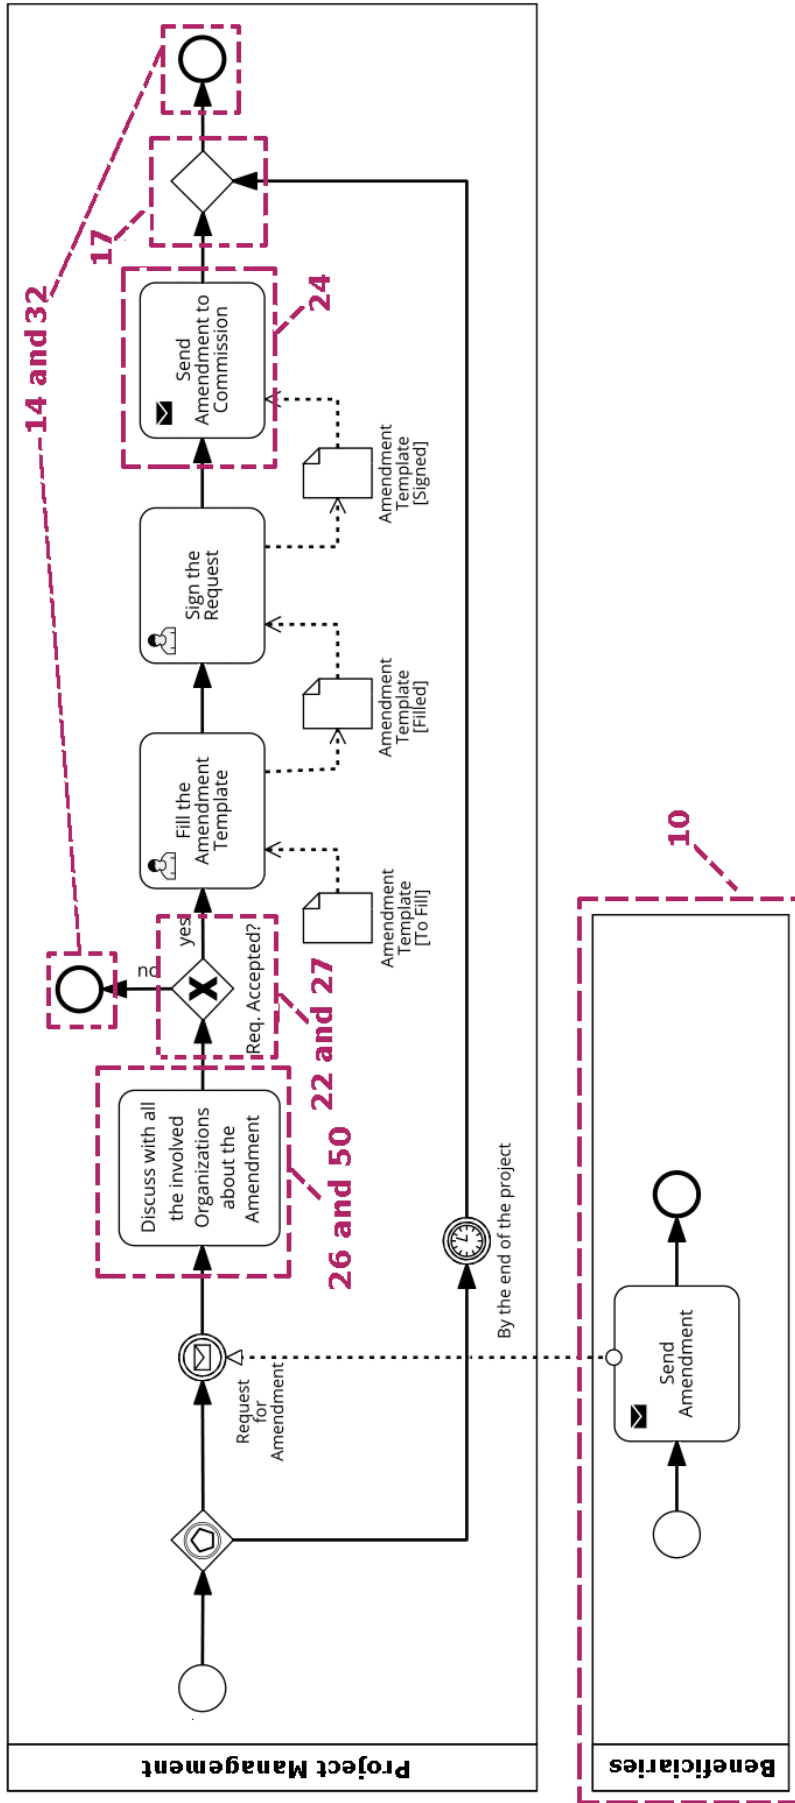 Project Management
Request
for
Amendment
Discuss with all
the involved
Organizations
about the
Amendment
26 and 50
no
yes
Req. Accepted?
22 and 27
Fill the
Amendment
Template
Amendment
Template
[To Fill]
Sign the
Request
Amendment
Template
[Filled]
Send
Amendment to
Commission
24
Amendment
Template
[Signed]
17
14 and 32
By the end of the project
Beneficiaries
Send
Amendment
10